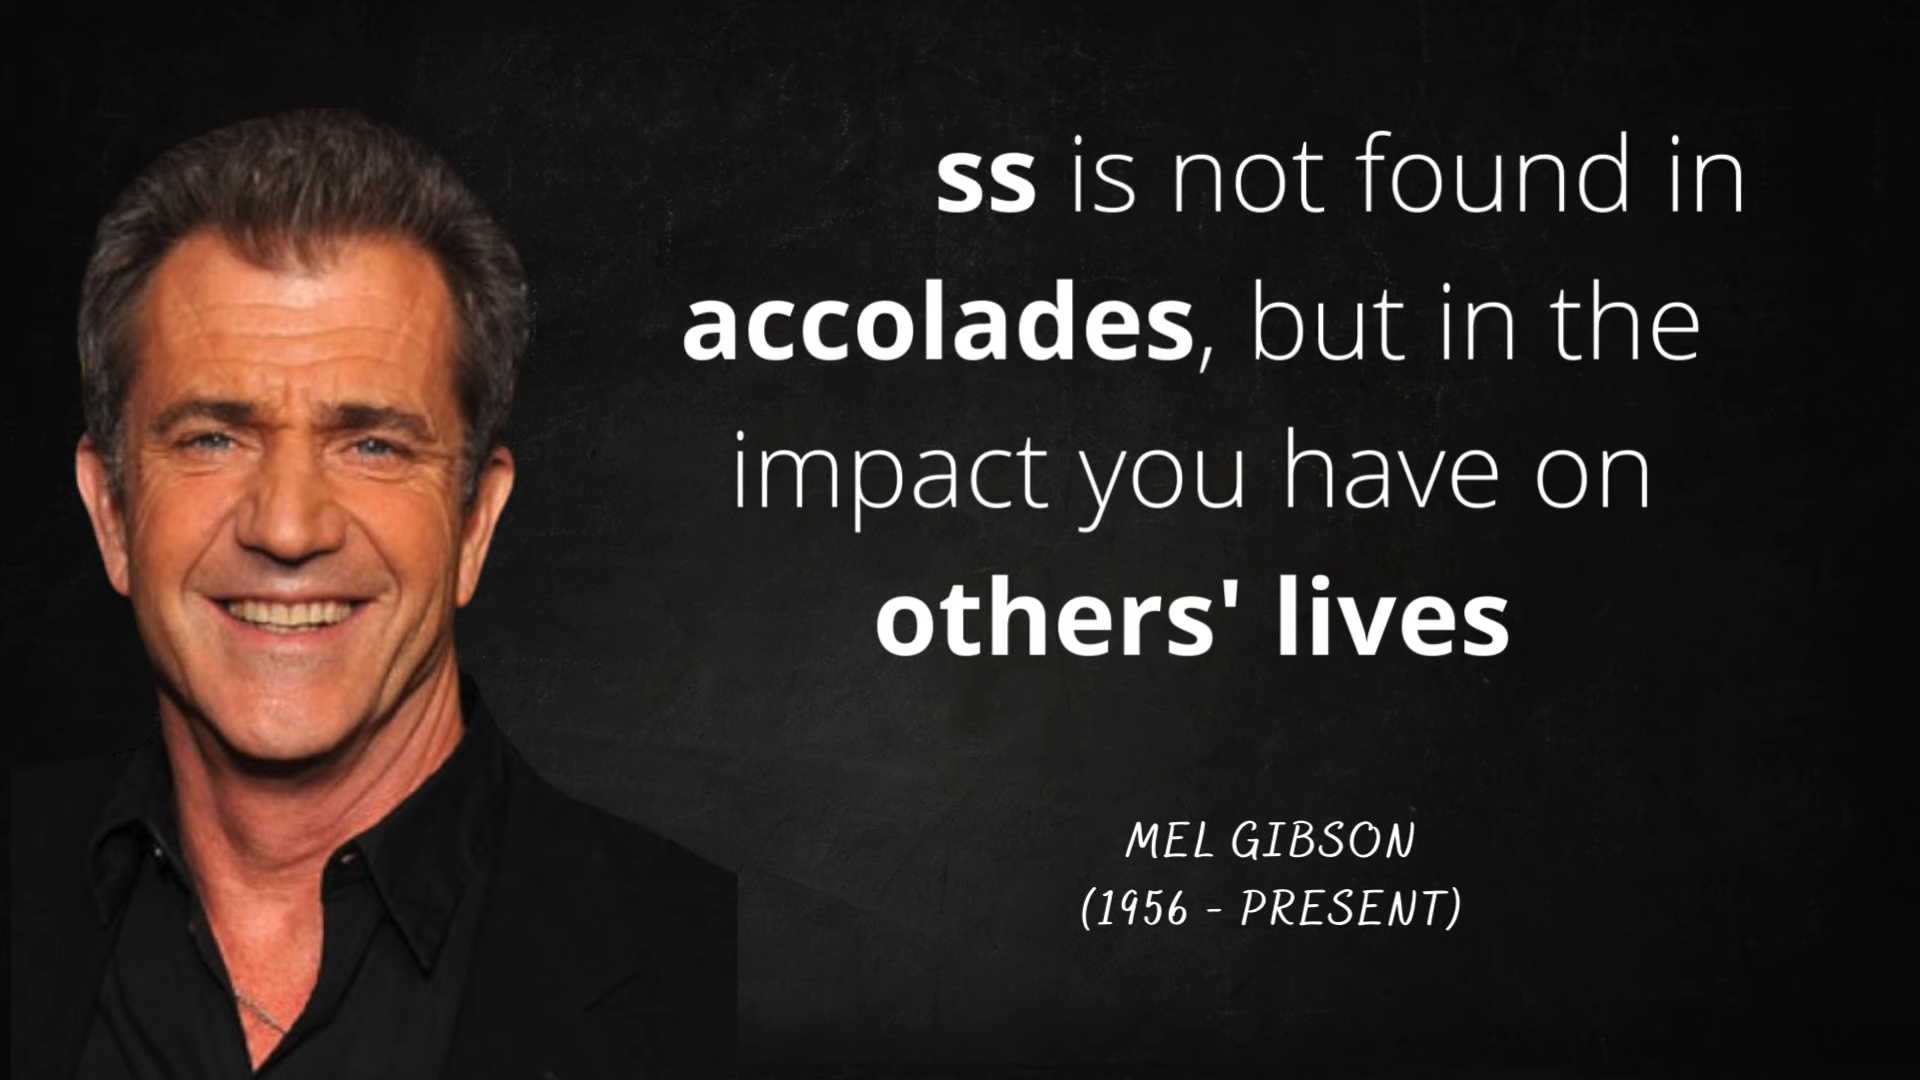 ss is not found in
accolades, but in the
impact you have on
others' lives
MEL GIBSON
(1956 - PRESENT)